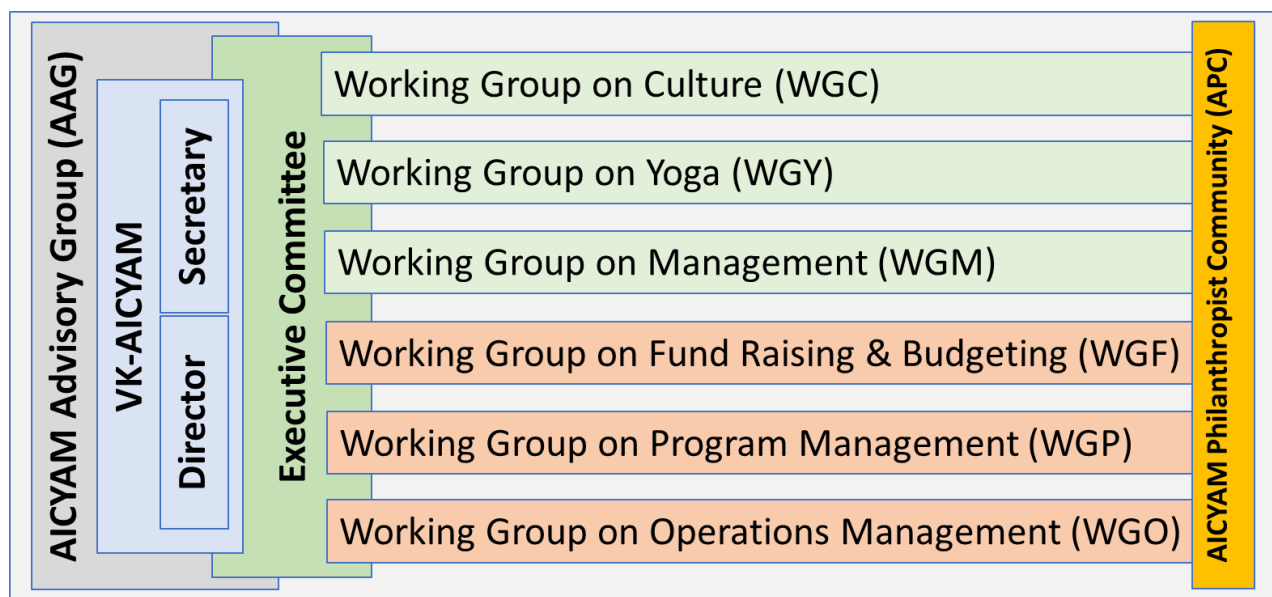 AICYAM Advisory Group (AAG)
VK-AICYAM
Secretary
Director
Executive Committee
Working Group on Culture (WGC)
Working Group on Yoga (WGY)
Working Group on Management (WGM)
Working Group on Fund Raising & Budgeting (WGF)
Working Group on Program Management (WGP)
Working Group on Operations Management (WGO)
AICYAM Philanthropist Community (APC)